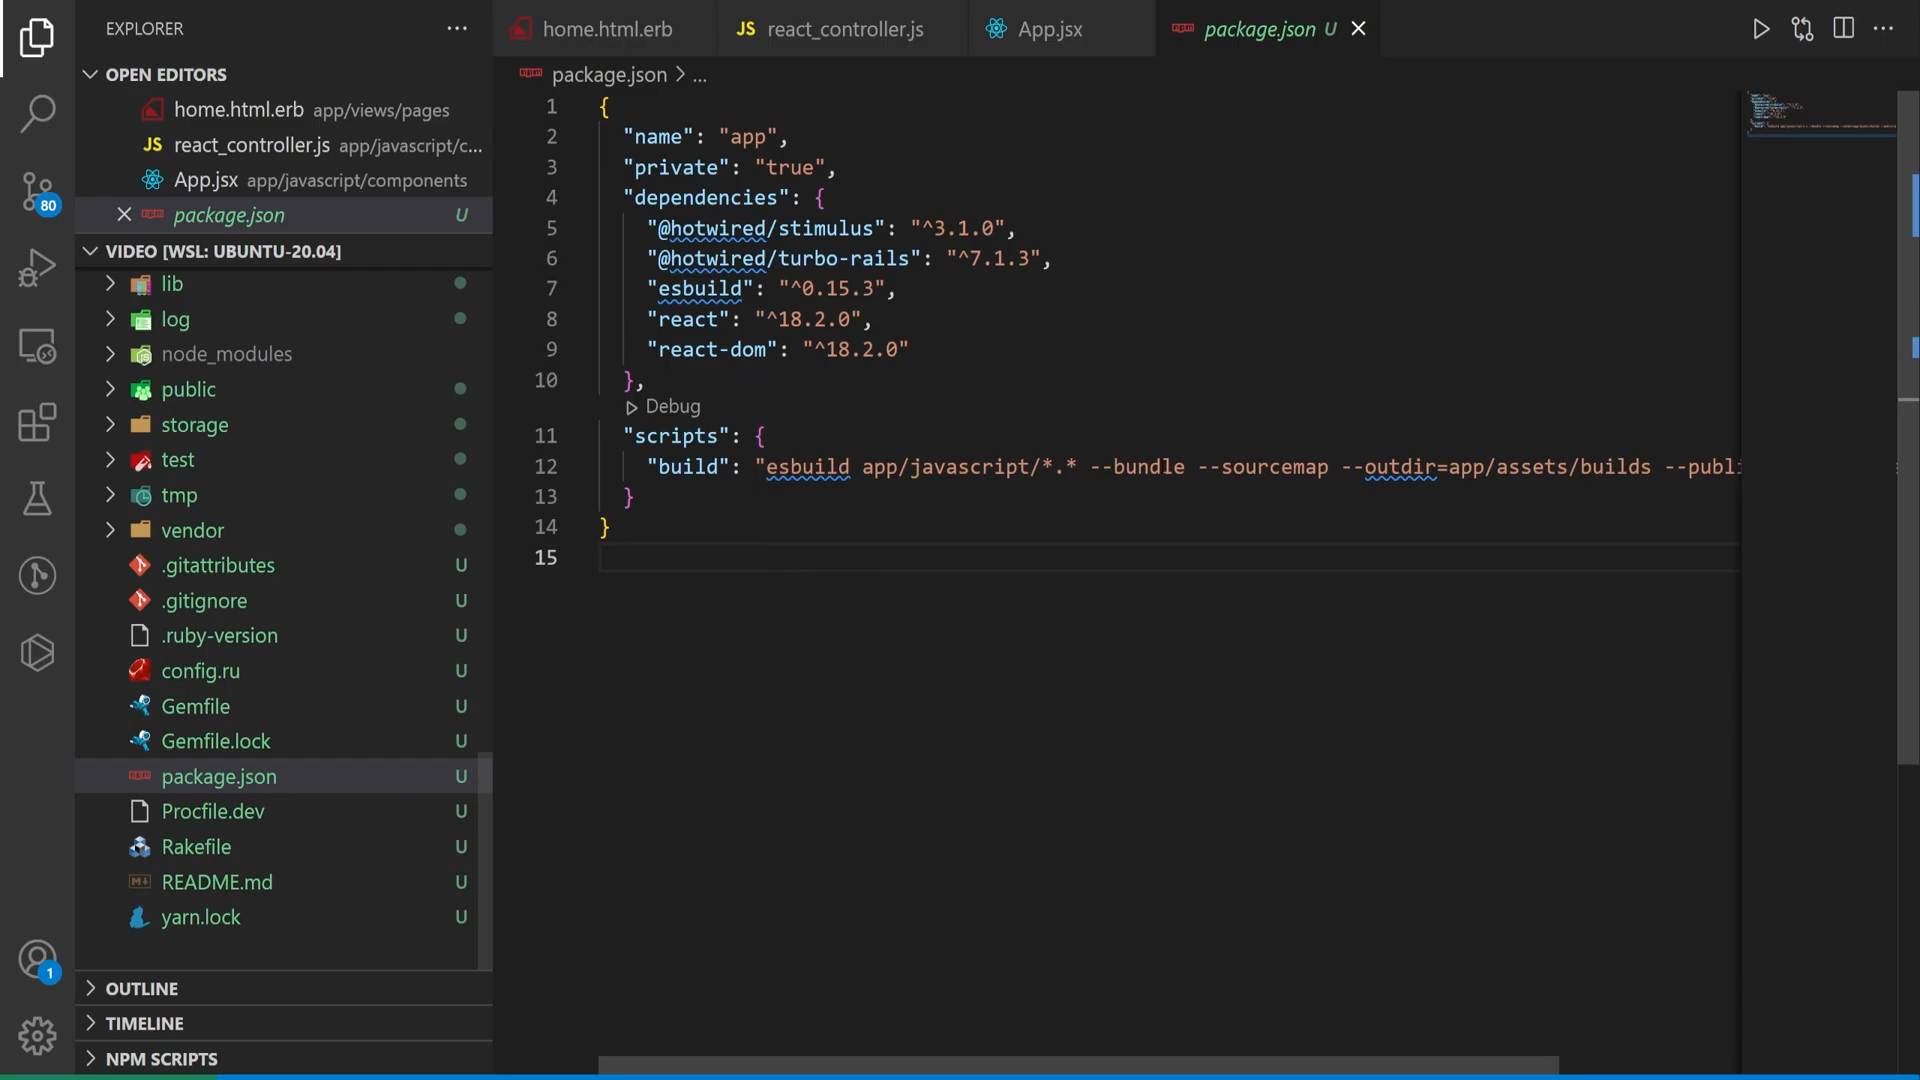 EXPLORER
OPEN EDITORS
home.html.erb app/views/pages
JS react_controller.js app/javascript/c...
App.jsx app/javascript/components
package.json U
VIDEO [WSL: UBUNTU-20.04]
lib
log
node_modules
public
storage
test
tmp
vendor
.gitattributes U
.gitignore U
.ruby-version U
config.ru U
Gemfile U
Gemfile.lock U
package.json U
Procfile.dev U
Rakefile U
README.md U
yarn.lock U
OUTLINE
TIMELINE
NPM SCRIPTS
80
1
home.html.erb JS react_controller.js App.jsx package.json U
package.json > ...
1 {
2 "name": "app",
3 "private": "true",
4 "dependencies": {
5 "@hotwired/stimulus": "^3.1.0",
6 "@hotwired/turbo-rails": "^7.1.3",
7 "esbuild": "^0.15.3",
8 "react": "^18.2.0",
9 "react-dom": "^18.2.0"
10 },
Debug
11 "scripts": {
12 "build": "esbuild app/javascript/*.* --bundle --sourcemap --outdir=app/assets/builds --publi
13 }
14 }
15